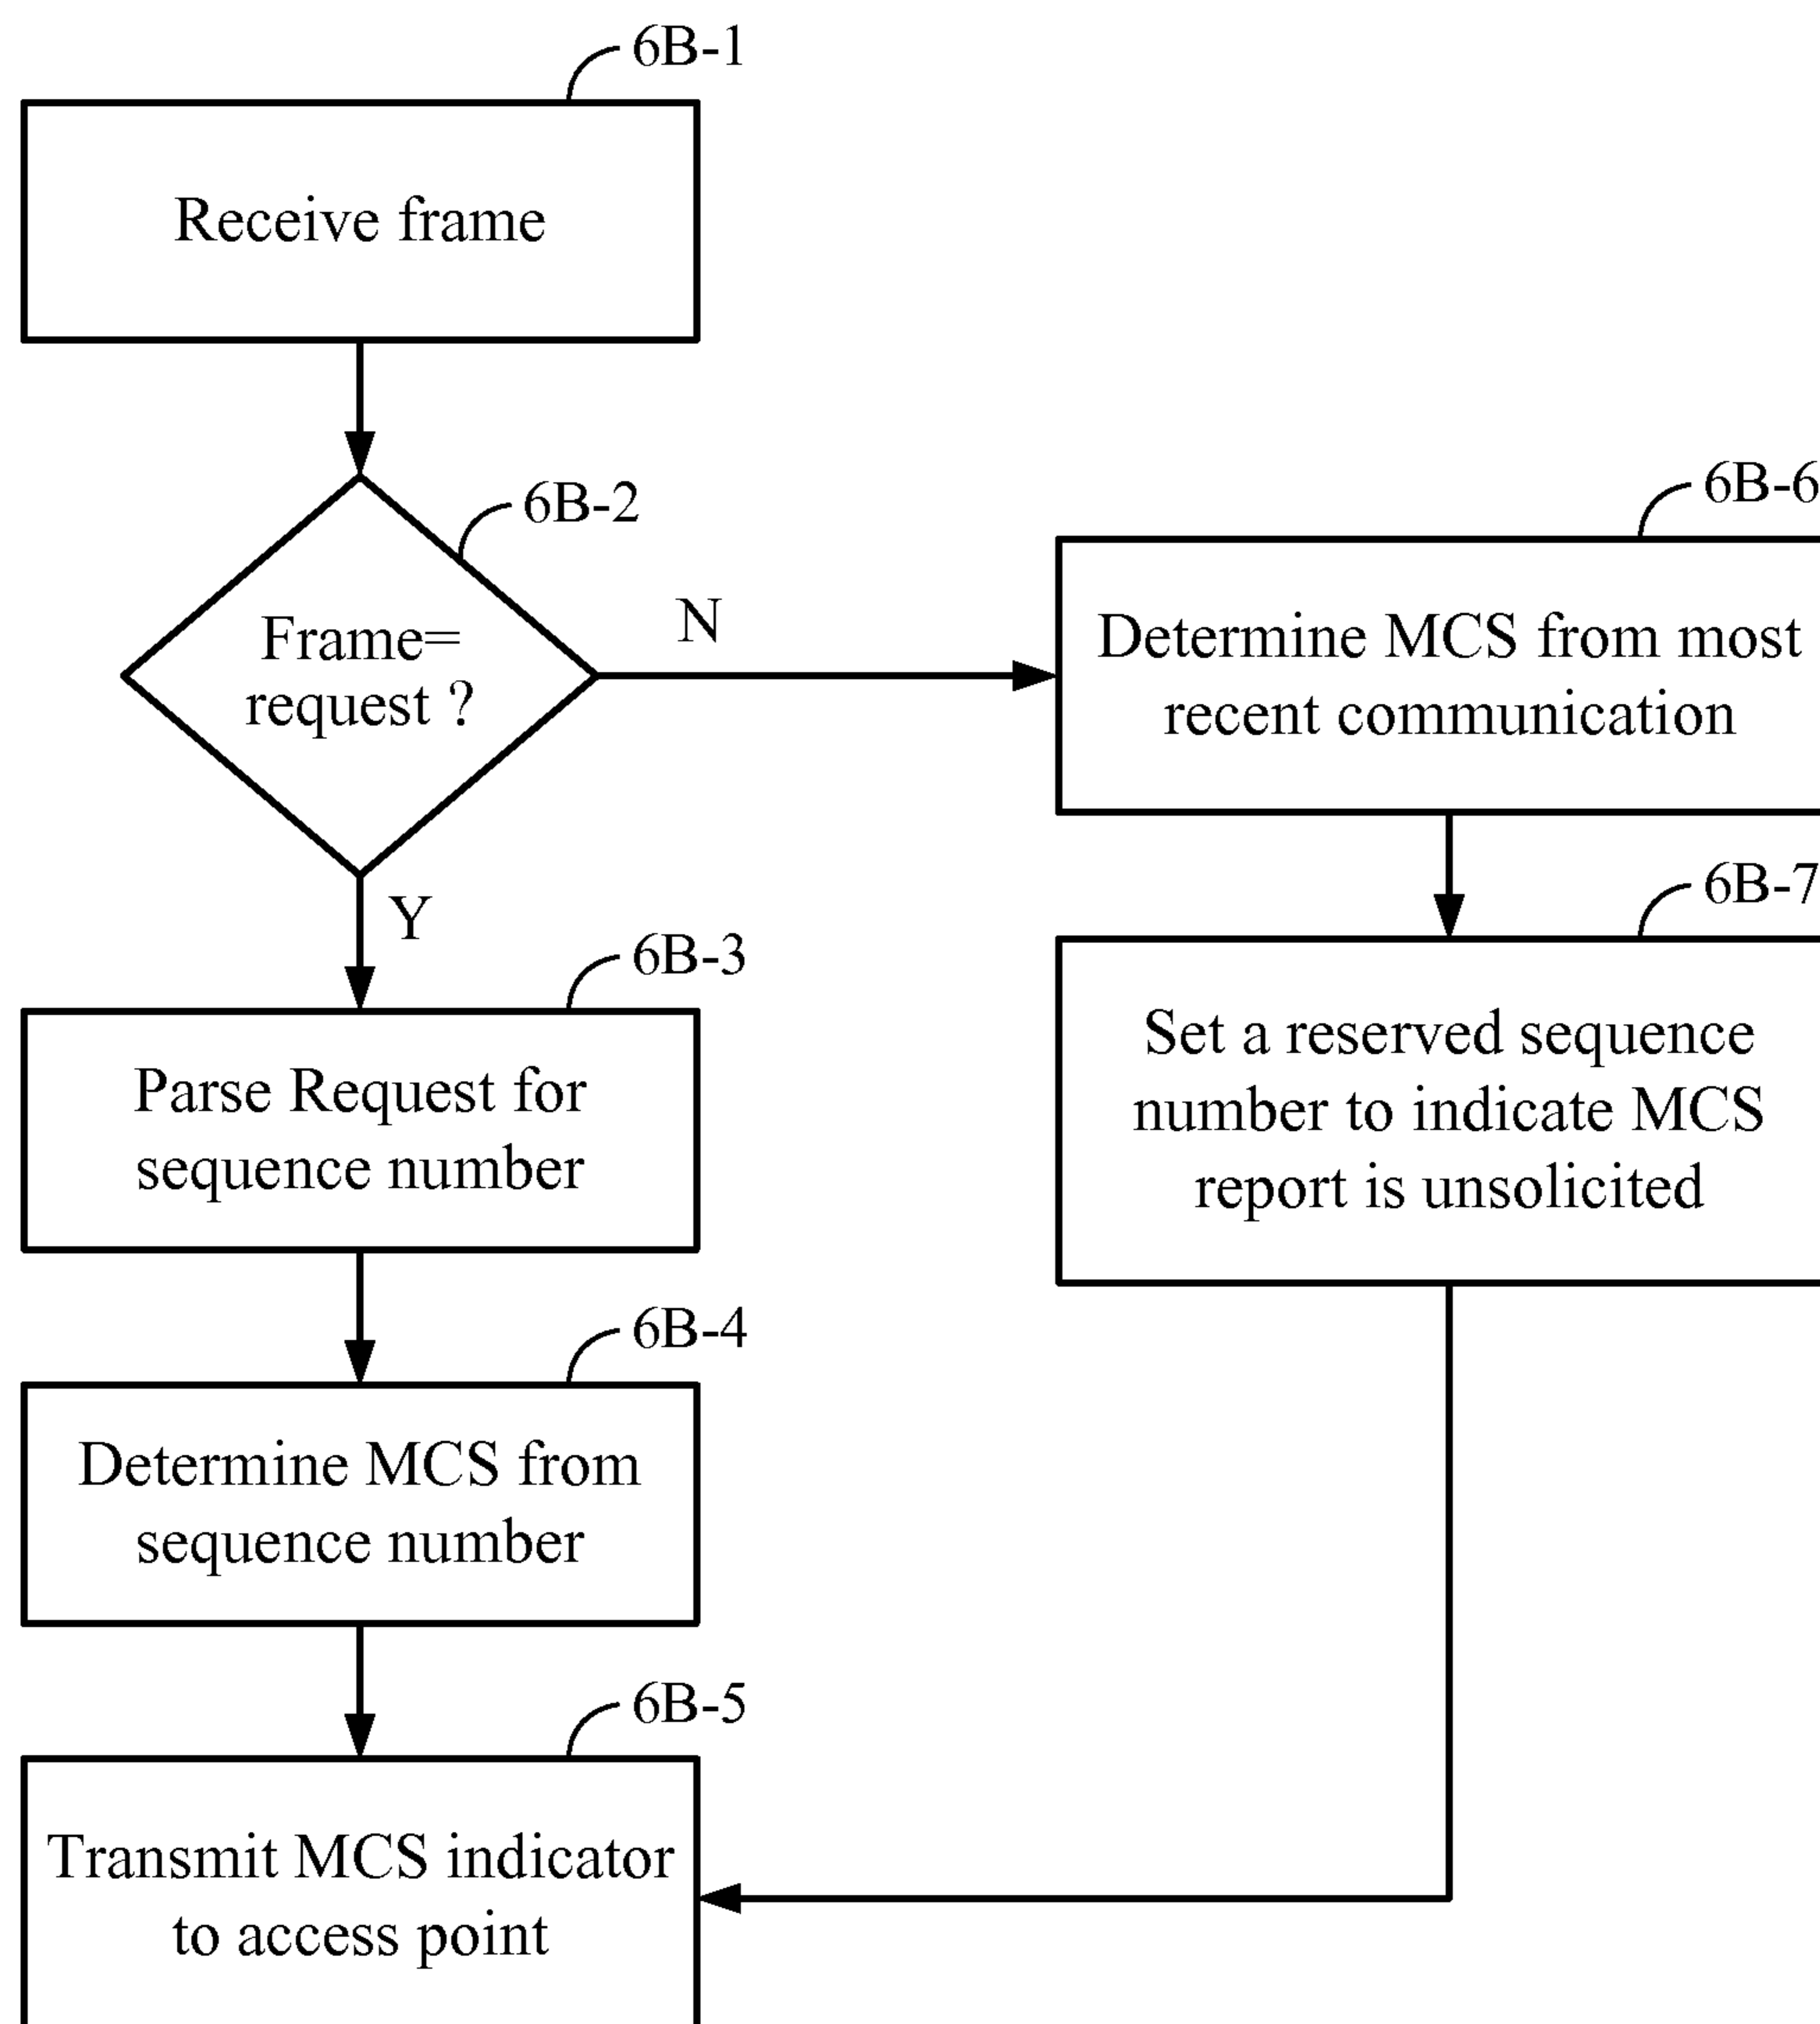 6B-1
Receive frame
6B-2
Frame=
request ?
N
Y
6B-3
Parse Request for
sequence number
6B-4
Determine MCS from
sequence number
6B-5
Transmit MCS indicator
to access point
6B-6
Determine MCS from most
recent communication
6B-7
Set a reserved sequence
number to indicate MCS
report is unsolicited